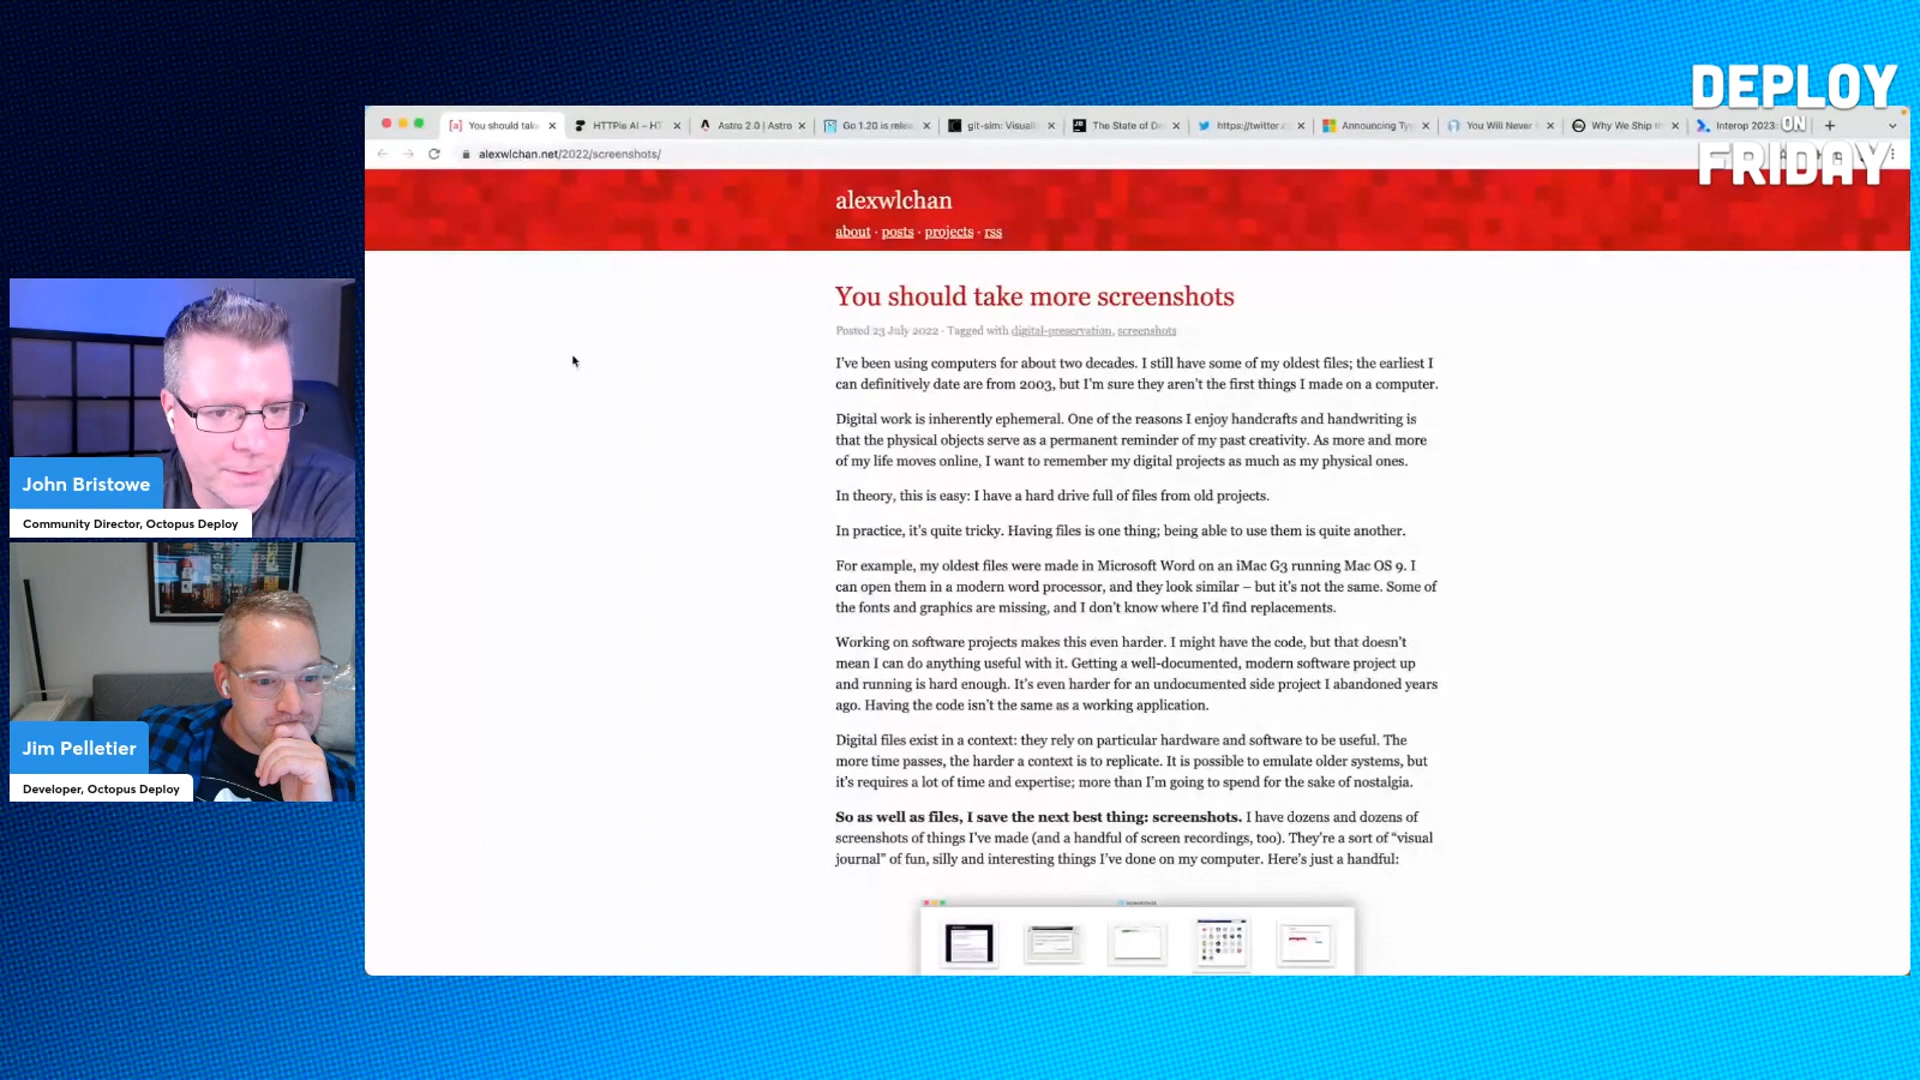 DEPLOY
ON
FRIDAY
[a] You should tak
HTTPie AI – HT
Astro 2.0 | Astro
Go 1.20 is relea
git-sim: Visuali
The State of De
https://twitter.c
Announcing Typ
You Will Never
Why We Ship th
Interop 2023:
alexwlchan.net/2022/screenshots/
alexwlchan
about · posts · projects · rss
You should take more screenshots
Posted 23 July 2022 · Tagged with digital-preservation, screenshots
I’ve been using computers for about two decades. I still have some of my oldest files; the earliest I
can definitively date are from 2003, but I’m sure they aren’t the first things I made on a computer.
Digital work is inherently ephemeral. One of the reasons I enjoy handcrafts and handwriting is
that the physical objects serve as a permanent reminder of my past creativity. As more and more
of my life moves online, I want to remember my digital projects as much as my physical ones.
In theory, this is easy: I have a hard drive full of files from old projects.
In practice, it’s quite tricky. Having files is one thing; being able to use them is quite another.
For example, my oldest files were made in Microsoft Word on an iMac G3 running Mac OS 9. I
can open them in a modern word processor, and they look similar – but it’s not the same. Some of
the fonts and graphics are missing, and I don’t know where I’d find replacements.
Working on software projects makes this even harder. I might have the code, but that doesn’t
mean I can do anything useful with it. Getting a well-documented, modern software project up
and running is hard enough. It’s even harder for an undocumented side project I abandoned years
ago. Having the code isn’t the same as a working application.
Digital files exist in a context: they rely on particular hardware and software to be useful. The
more time passes, the harder a context is to replicate. It is possible to emulate older systems, but
it’s requires a lot of time and expertise; more than I’m going to spend for the sake of nostalgia.
So as well as files, I save the next best thing: screenshots. I have dozens and dozens of
screenshots of things I’ve made (and a handful of screen recordings, too). They’re a sort of “visual
journal” of fun, silly and interesting things I’ve done on my computer. Here’s just a handful:
screenshots
John Bristowe
Community Director, Octopus Deploy
Jim Pelletier
Developer, Octopus Deploy